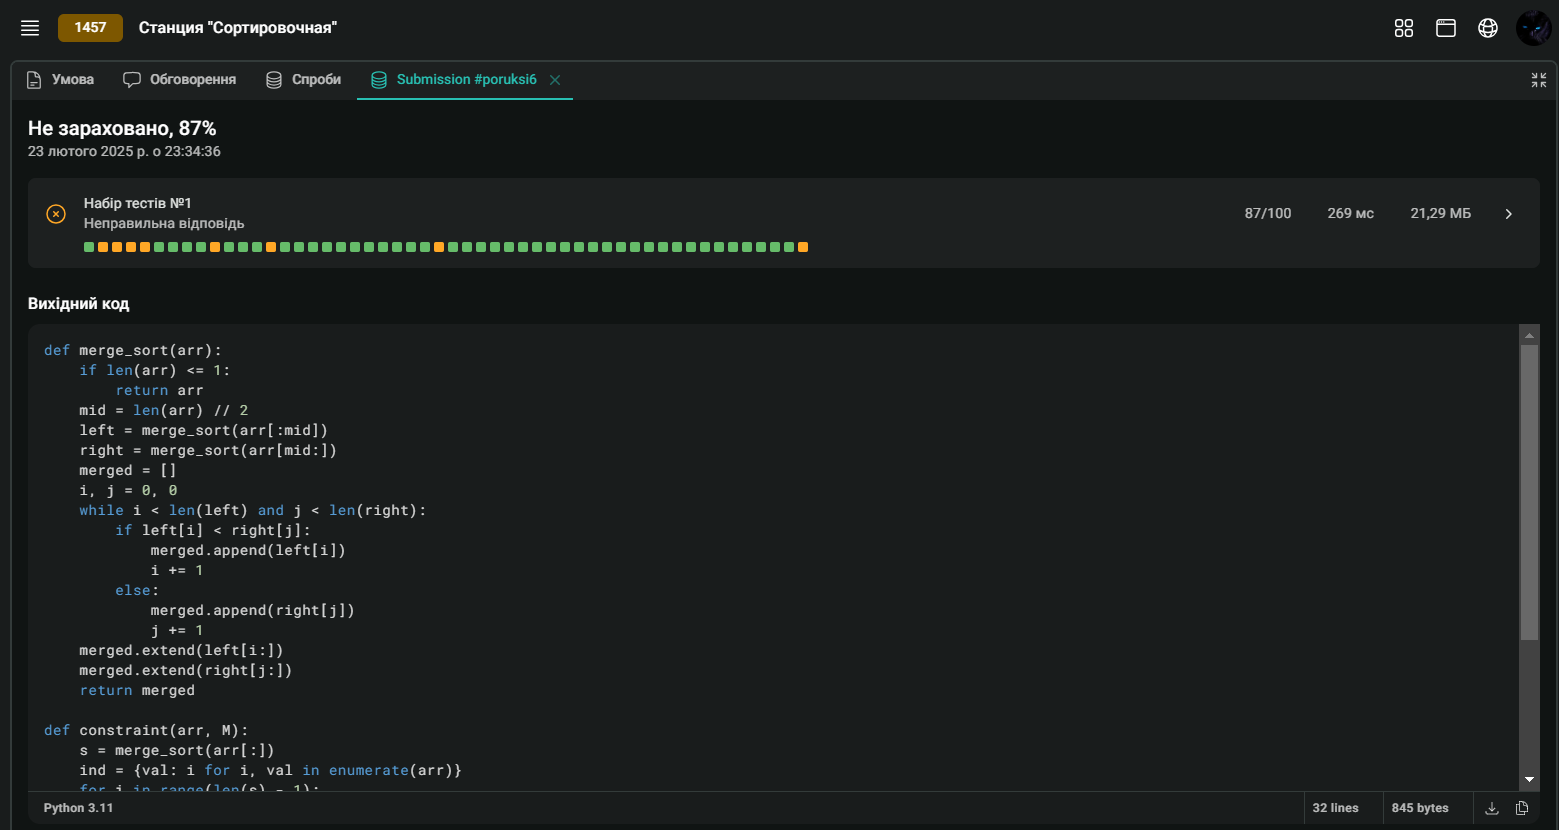 1457 Станция "Сортировочная"
Умова Обговорення Спроби Submission #poruksi6
Не зараховано, 87%
23 лютого 2025 р. о 23:34:36
Набір тестів №1
Неправильна відповідь
87/100 269 мс 21,29 МБ
Вихідний код
def merge_sort(arr):
    if len(arr) <= 1:
        return arr
    mid = len(arr) // 2
    left = merge_sort(arr[:mid])
    right = merge_sort(arr[mid:])
    merged = []
    i, j = 0, 0
    while i < len(left) and j < len(right):
        if left[i] < right[j]:
            merged.append(left[i])
            i += 1
        else:
            merged.append(right[j])
            j += 1
    merged.extend(left[i:])
    merged.extend(right[j:])
    return merged
def constraint(arr, M):
    s = merge_sort(arr[:])
    ind = {val: i for i, val in enumerate(arr)}
    for i in range(len(s) - 1):
Python 3.11 32 lines 845 bytes